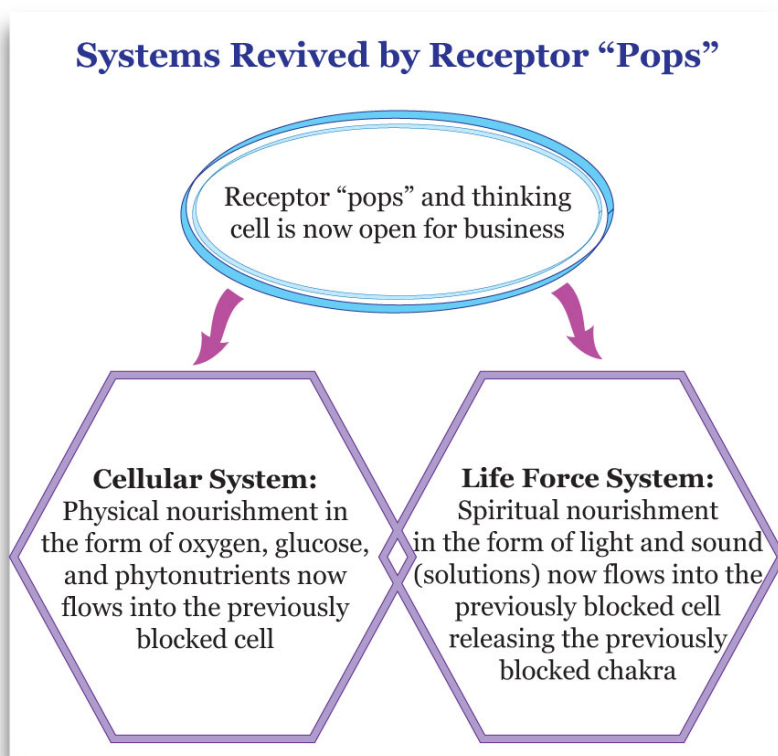 Systems Revived by Receptor “Pops”
Receptor “pops” and thinking
cell is now open for business
Cellular System:
Physical nourishment in
the form of oxygen, glucose,
and phytonutrients now
flows into the previously
blocked cell
Life Force System:
Spiritual nourishment
in the form of light and sound
(solutions) now flows into the
previously blocked cell
releasing the previously
blocked chakra